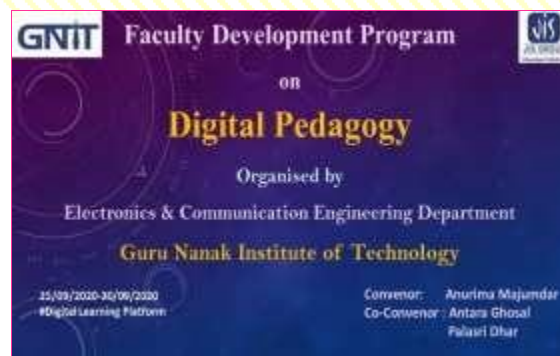 GNIT
Faculty Development Program
on
Digital Pedagogy
Organised by
Electronics & Communication Engineering Department
Guru Nanak Institute of Technology
25/09/2020-30/09/2020
#Digital Learning Platform
Convenor: Anurima Majumdar
Co-Convenor : Antara Ghosal
Palasri Dhar
JIS